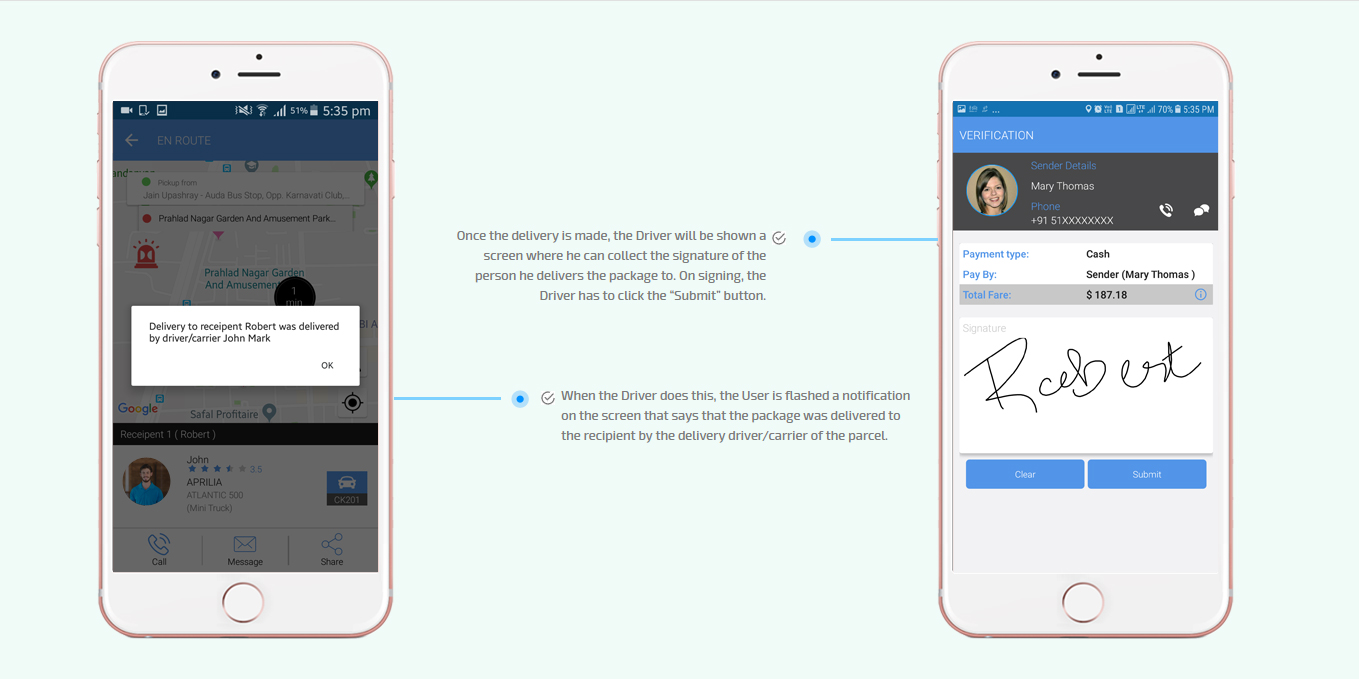 51% 5:35 pm
EN ROUTE
Pickup from
Jain Upashray - Auda Bus Stop, Opp. Karnavati Club,..
Prahlad Nagar Garden And Amusement Park...
Prahlad Nagar Garden
And Amusement
1
min
Delivery to receipent Robert was delivered
by driver/carrier John Mark
OK
Google
Safal Profitaire
Receipent 1 ( Robert )
John
3.5
APRILIA
ATLANTIC 500
(Mini Truck)
CK201
Call
Message
Share
Once the delivery is made, the Driver will be shown a
screen where he can collect the signature of the
person he delivers the package to. On signing, the
Driver has to click the “Submit” button.
When the Driver does this, the User is flashed a notification
on the screen that says that the package was delivered to
the recipient by the delivery driver/carrier of the parcel.
... 70% 5:35 PM
VERIFICATION
Sender Details
Mary Thomas
Phone
+91 51XXXXXXXX
Payment type: Cash
Pay By: Sender (Mary Thomas )
Total Fare: $ 187.18
Signature
Robert
Clear
Submit